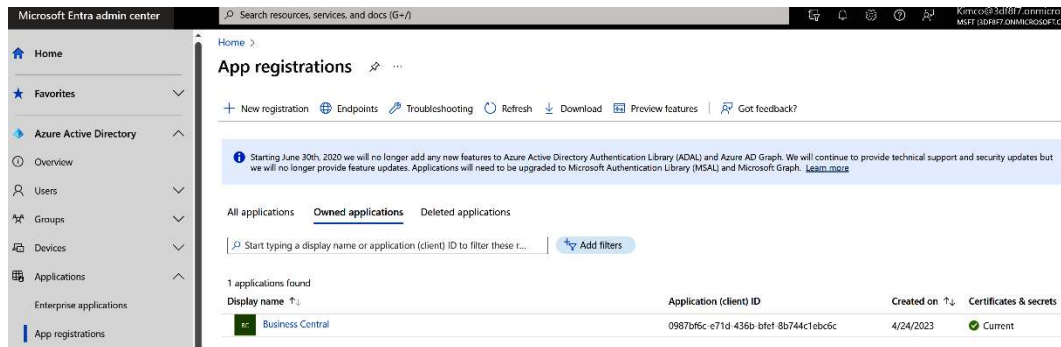 Microsoft Entra admin center
Search resources, services, and docs (G+/)
Kimco@3df8f7.onmicro
MSFT (3DF8F7.ONMICROSOFT.C
Home
Favorites
Azure Active Directory
Overview
Users
Groups
Devices
Applications
Enterprise applications
App registrations
Home >
App registrations
New registration Endpoints Troubleshooting Refresh Download Preview features Got feedback?
Starting June 30th, 2020 we will no longer add any new features to Azure Active Directory Authentication Library (ADAL) and Azure AD Graph. We will continue to provide technical support and security updates but
we will no longer provide feature updates. Applications will need to be upgraded to Microsoft Authentication Library (MSAL) and Microsoft Graph. Learn more
All applications Owned applications Deleted applications
Start typing a display name or application (client) ID to filter these r... Add filters
1 applications found
Display name Application (client) ID Created on Certificates & secrets
BC Business Central 0987bf6c-e71d-436b-bfef-8b744c1ebc6c 4/24/2023 Current